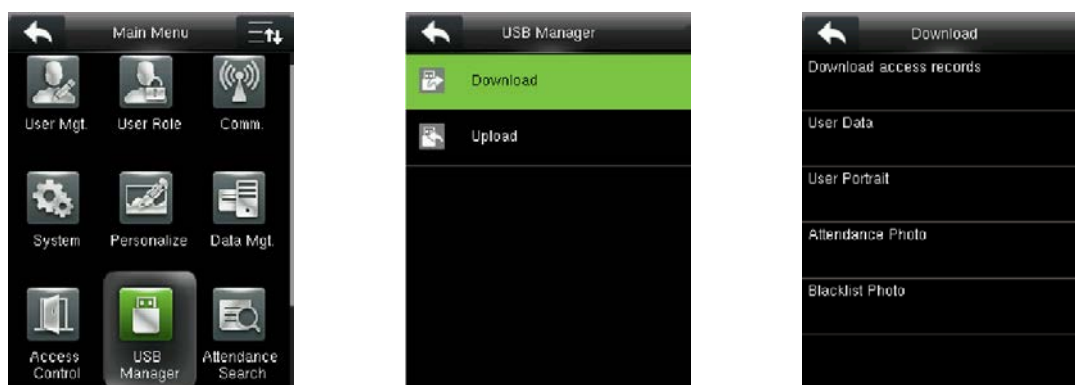 Main Menu
User Mgt.
User Role
Comm.
System
Personalize
Data Mgt.
Access
Control
USB
Manager
Attendance
Search
USB Manager
Download
Upload
Download
Download access records
User Data
User Portrait
Attendance Photo
Blacklist Photo